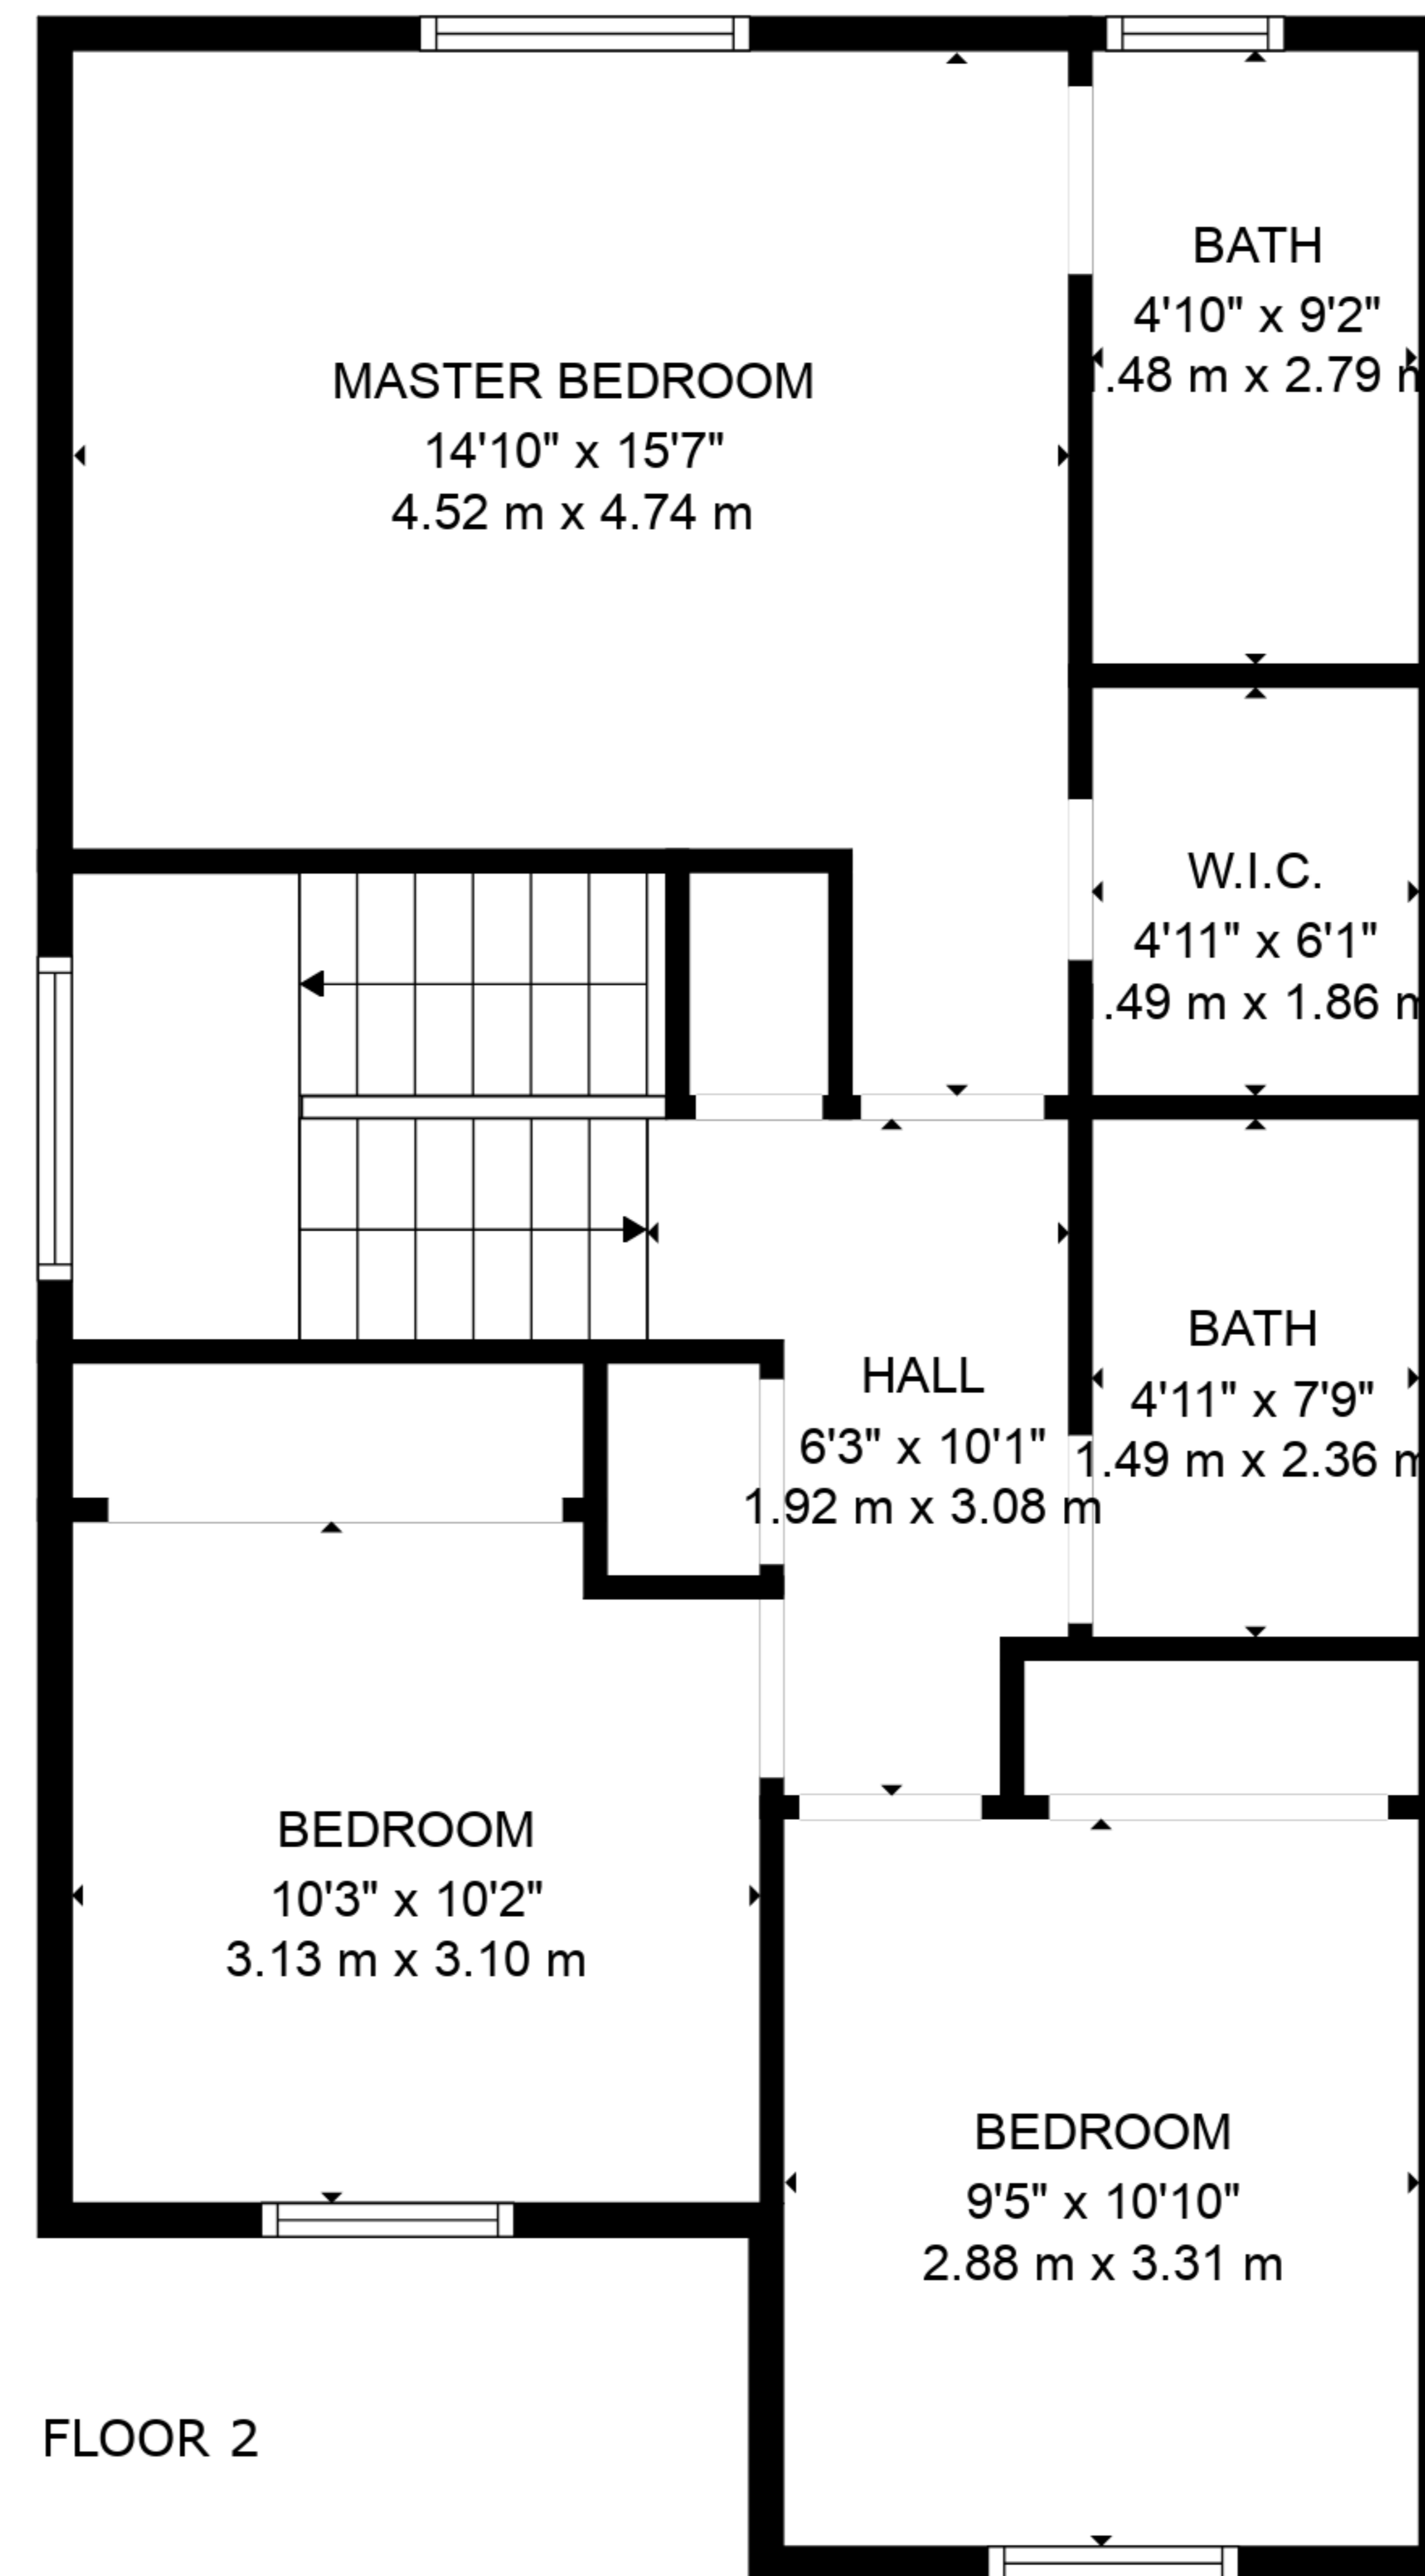 BATH
4'10" x 9'2"
.48 m x 2.79 m
MASTER BEDROOM
14'10" x 15'7"
4.52 m x 4.74 m
W.I.C.
4'11" x 6'1"
.49 m x 1.86 m
BATH
4'11" x 7'9"
1.49 m x 2.36 m
HALL
6'3" x 10'1"
1.92 m x 3.08 m
BEDROOM
10'3" x 10'2"
3.13 m x 3.10 m
BEDROOM
9'5" x 10'10"
2.88 m x 3.31 m
FLOOR 2